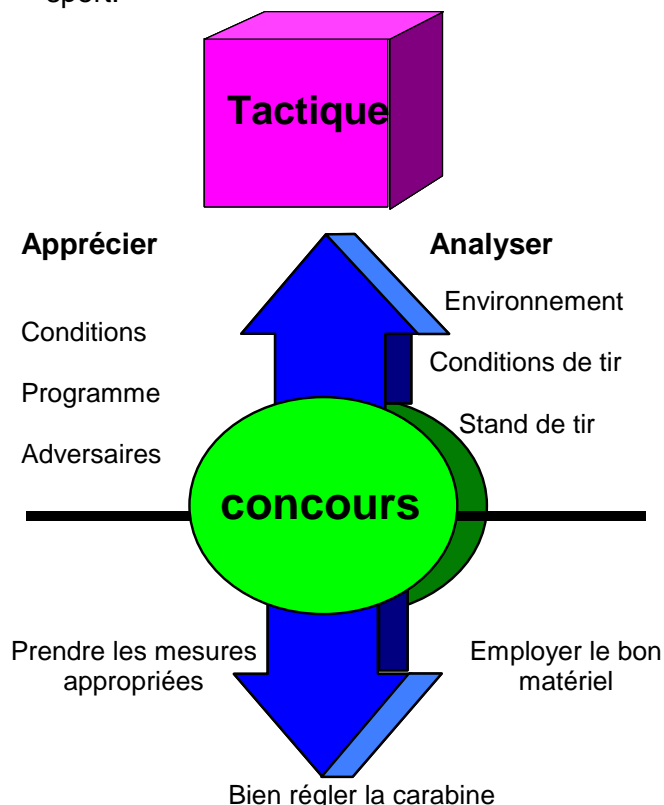 sport.
Tactique
Apprécier
Conditions
Programme
Adversaires
Analyser
Environnement
Conditions de tir
Stand de tir
concours
Prendre les mesures
appropriées
Employer le bon
matériel
Bien régler la carabine